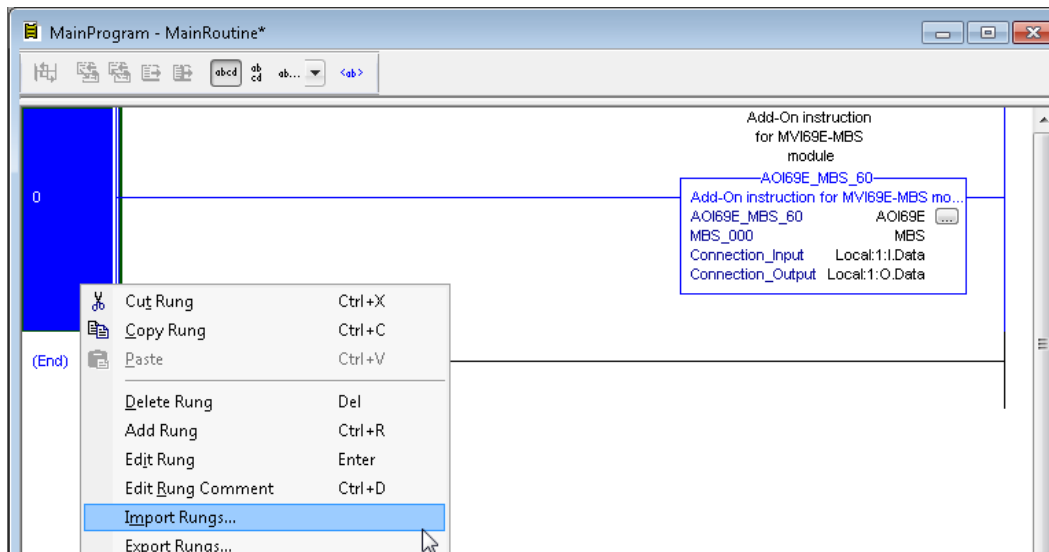 MainProgram - MainRoutine*
abcd ab cd ab... <ab>
Add-On instruction
for MVI69E-MBS
module
AOI69E_MBS_60
0
Add-On instruction for MVI69E-MBS mo...
AOI69E_MBS_60 AOI69E ...
MBS_000 MBS
Connection_Input Local:1:I.Data
Connection_Output Local:1:O.Data
Cut Rung Ctrl+X
Copy Rung Ctrl+C
(End)
Paste Ctrl+V
Delete Rung Del
Add Rung Ctrl+R
Edit Rung Enter
Edit Rung Comment Ctrl+D
Import Rungs...
Export Rungs...